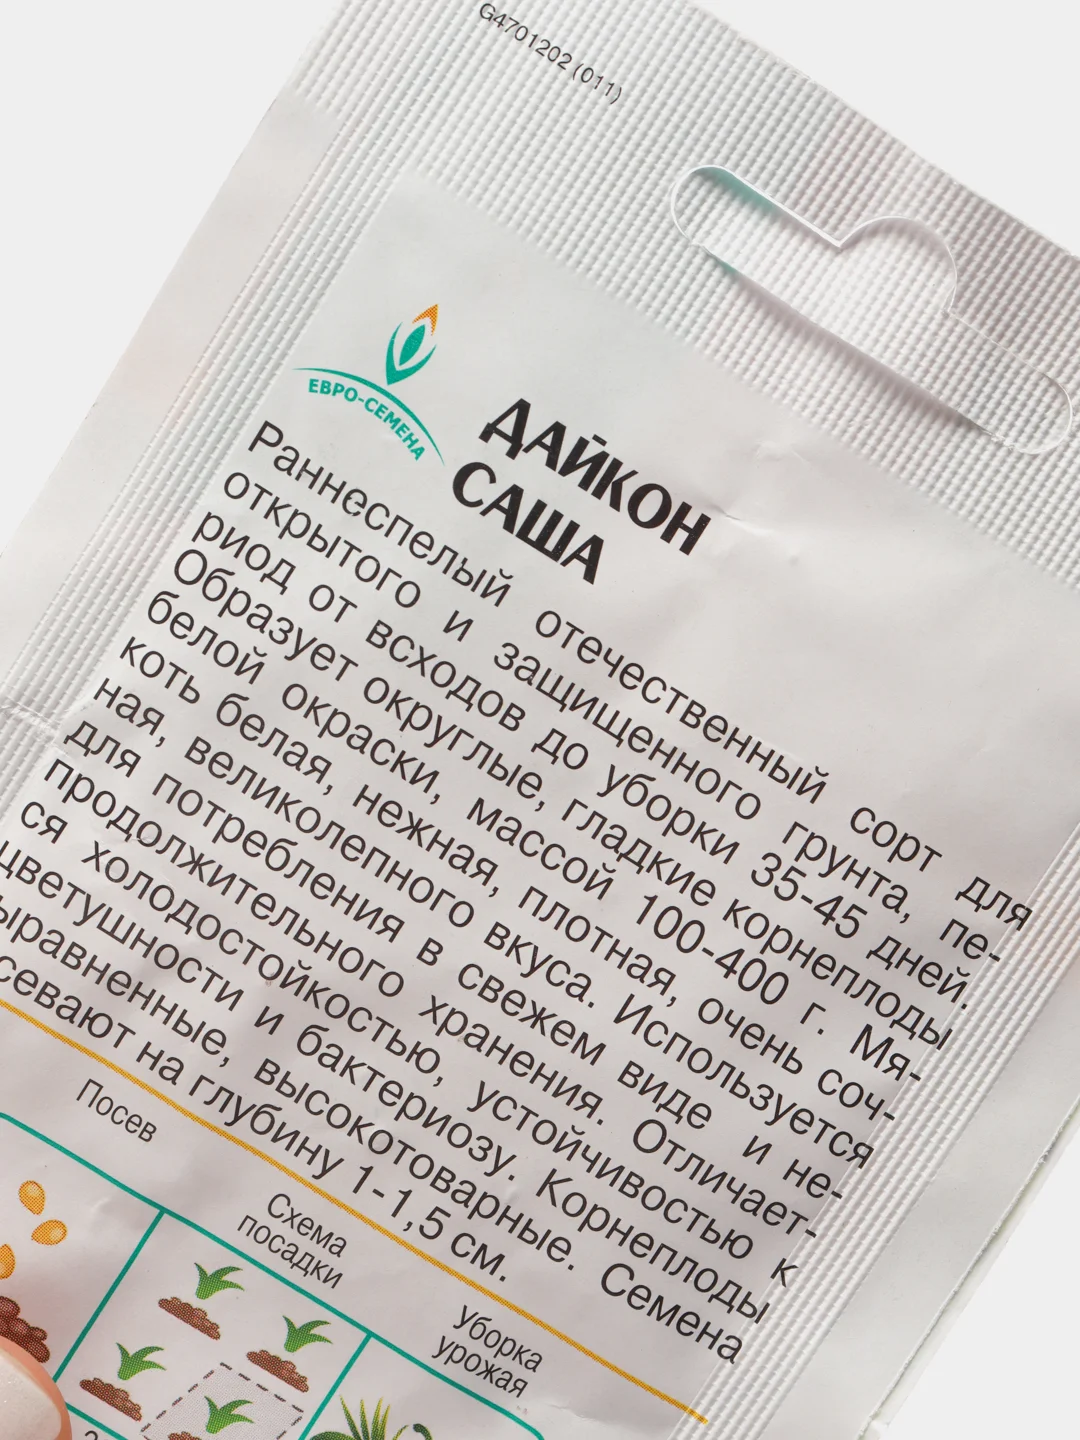 G4701202 (011)
ЕВРО-СЕМЕНА
ДАЙКОН
САША
Раннеспелый отечественный сорт для
открытого и защищенного грунта, пе-
риод от всходов до уборки 35-45 дней.
Образует округлые, гладкие корнеплоды
белой окраски, массой 100-400 г. Мя-
коть белая, нежная, плотная, очень соч-
ная, великолепного вкуса. Используется
для потребления в свежем виде и не-
продолжительного хранения. Отличает-
ся холодостойкостью, устойчивостью к
цветушности и бактериозу. Корнеплоды
ыравненные, высокотоварные. Семена
севают на глубину 1-1,5 см.
Посев
Схема
посадки
Уборка
урожая